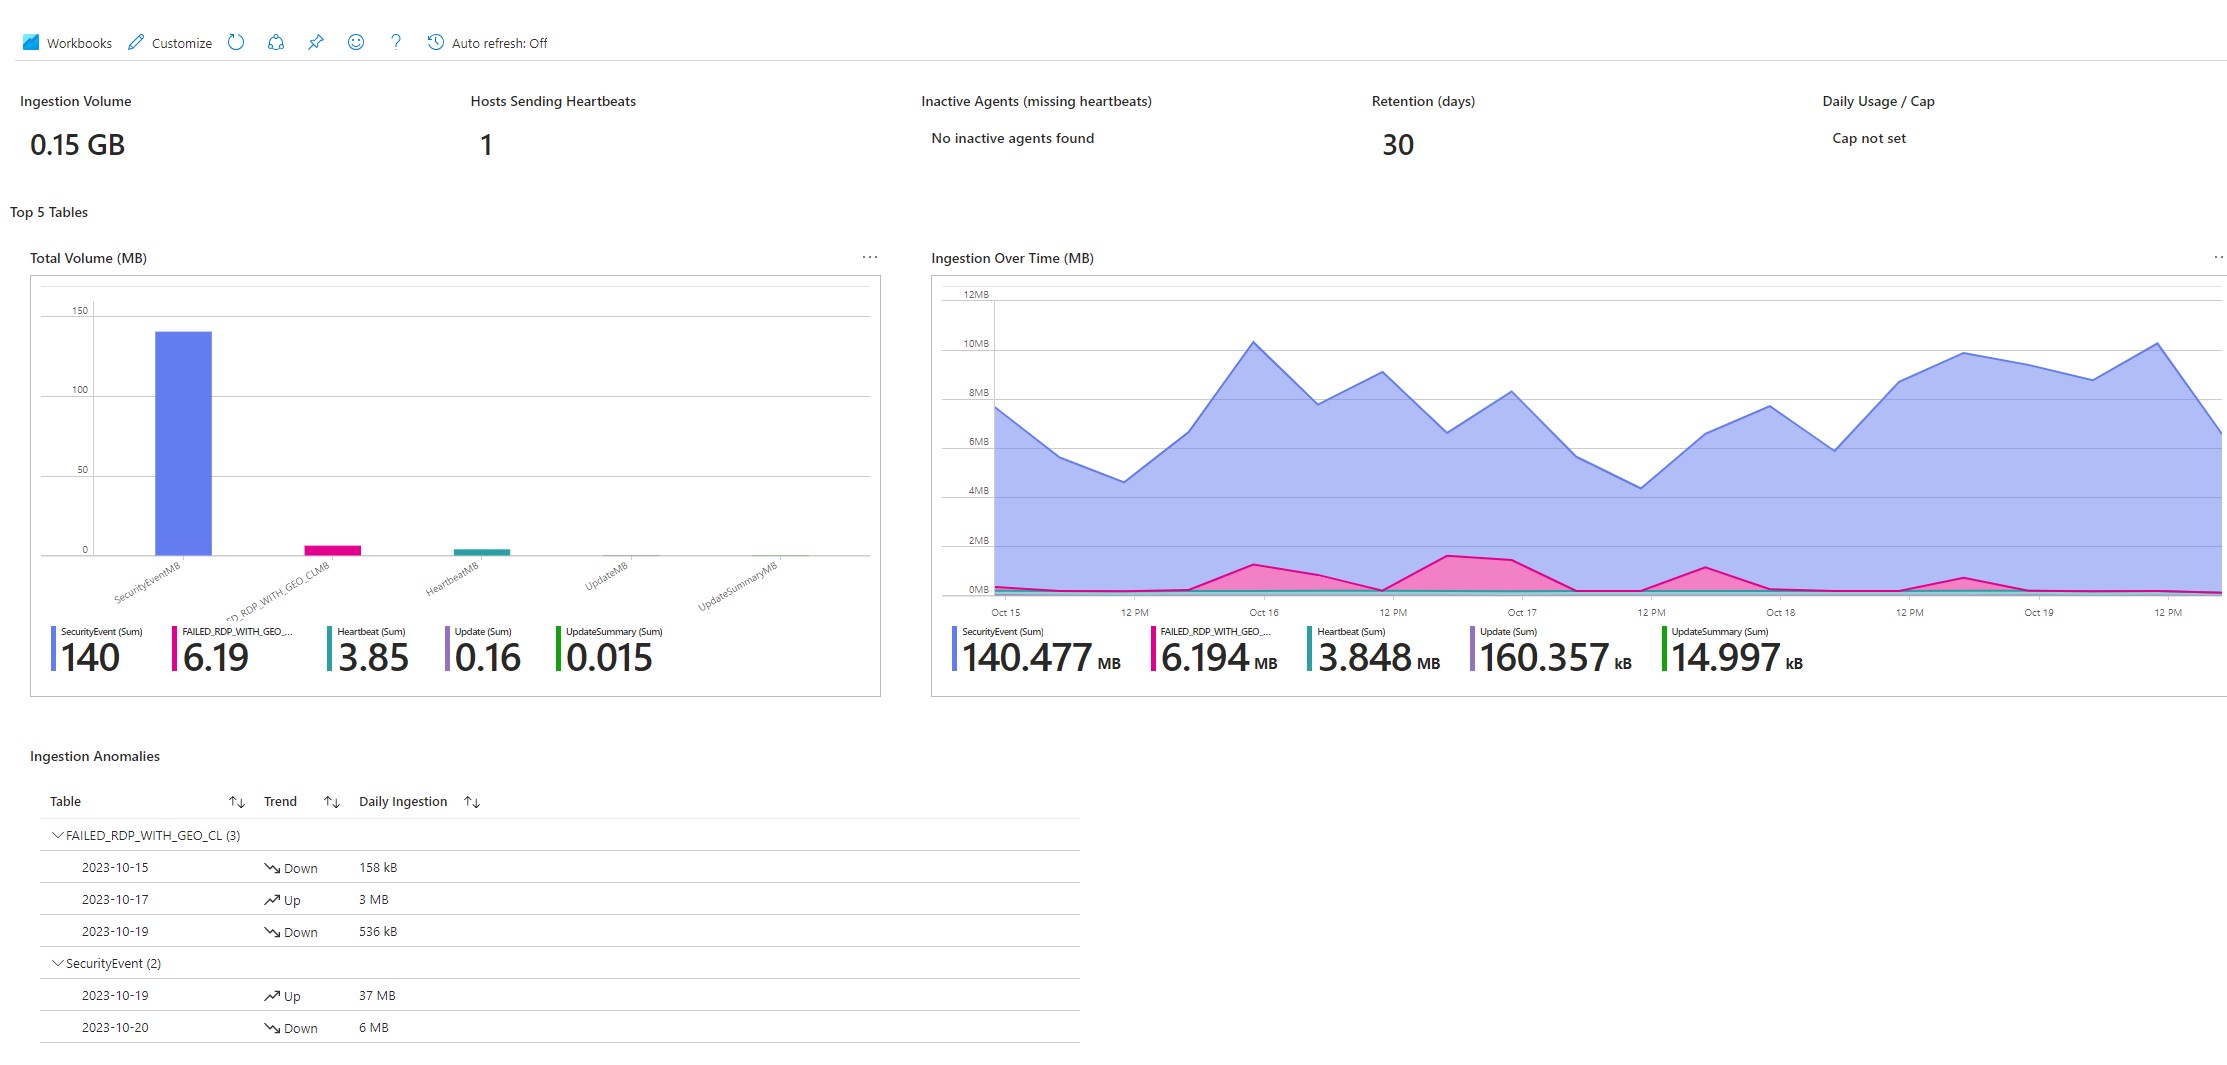 Workbooks Customize ? Auto refresh: Off
Ingestion Volume
0.15 GB
Hosts Sending Heartbeats
1
Inactive Agents (missing heartbeats)
No inactive agents found
Retention (days)
30
Daily Usage / Cap
Cap not set
Top 5 Tables
Total Volume (MB)
150
100
50
0
SecurityEventMB
ED_RDP_WITH_GEO_CLMB
HeartbeatMB
UpdateMB
UpdateSummaryMB
SecurityEvent (Sum)
140
FAILED_RDP_WITH_GEO_...
6.19
Heartbeat (Sum)
3.85
Update (Sum)
0.16
UpdateSummary (Sum)
0.015
Ingestion Over Time (MB)
12MB
10MB
8MB
6MB
4MB
2MB
0MB
Oct 15 12 PM Oct 16 12 PM Oct 17 12 PM Oct 18 12 PM Oct 19 12 PM
SecurityEvent (Sum)
140.477 MB
FAILED_RDP_WITH_GEO_...
6.194 MB
Heartbeat (Sum)
3.848 MB
Update (Sum)
160.357 kB
UpdateSummary (Sum)
14.997 kB
Ingestion Anomalies
Table Trend Daily Ingestion
FAILED_RDP_WITH_GEO_CL (3)
2023-10-15 Down 158 kB
2023-10-17 Up 3 MB
2023-10-19 Down 536 kB
SecurityEvent (2)
2023-10-19 Up 37 MB
2023-10-20 Down 6 MB